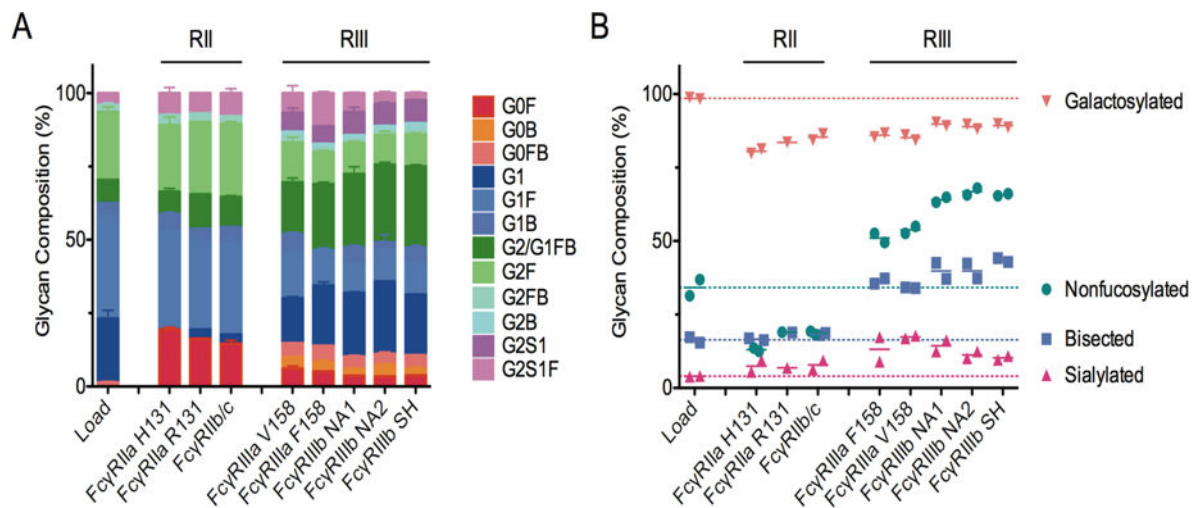 A
RII
RIII
Glycan Composition (%)
100
50
0
Load
FcγRIIa H131
FcγRIIa R131
FcγRIIb/c
FcγRIIIa V158
FcγRIIIa F158
FcγRIIIb NA1
FcγRIIIb NA2
FcγRIIIb SH
G0F
G0B
G0FB
G1
G1F
G1B
G2/G1FB
G2F
G2FB
G2B
G2S1
G2S1F
B
RII
RIII
Glycan Composition (%)
100
50
0
Load
FcγRIIa H131
FcγRIIa R131
FcγRIIb/c
FcγRIIIa F158
FcγRIIIa V158
FcγRIIIb NA1
FcγRIIIb NA2
FcγRIIIb SH
Galactosylated
Nonfucosylated
Bisected
Sialylated